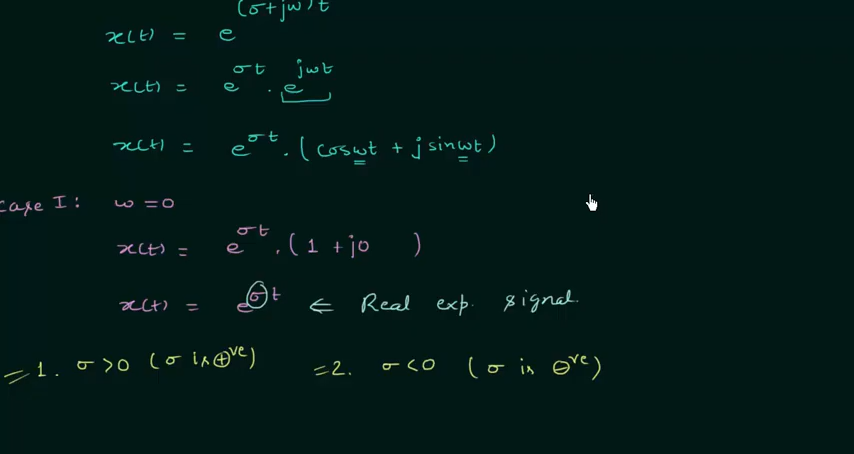 x(t) = e^(σ+jω)t
x(t) = e^σt . e^jωt
x(t) = e^σt . (cosωt + j sinωt)
case I: ω = 0
x(t) = e^σt . (1 + j0 )
x(t) = e^σt ← Real exp. signal.
=1. σ>0 (σ is ⊕ve) =2. σ<0 (σ is ⊖ve)